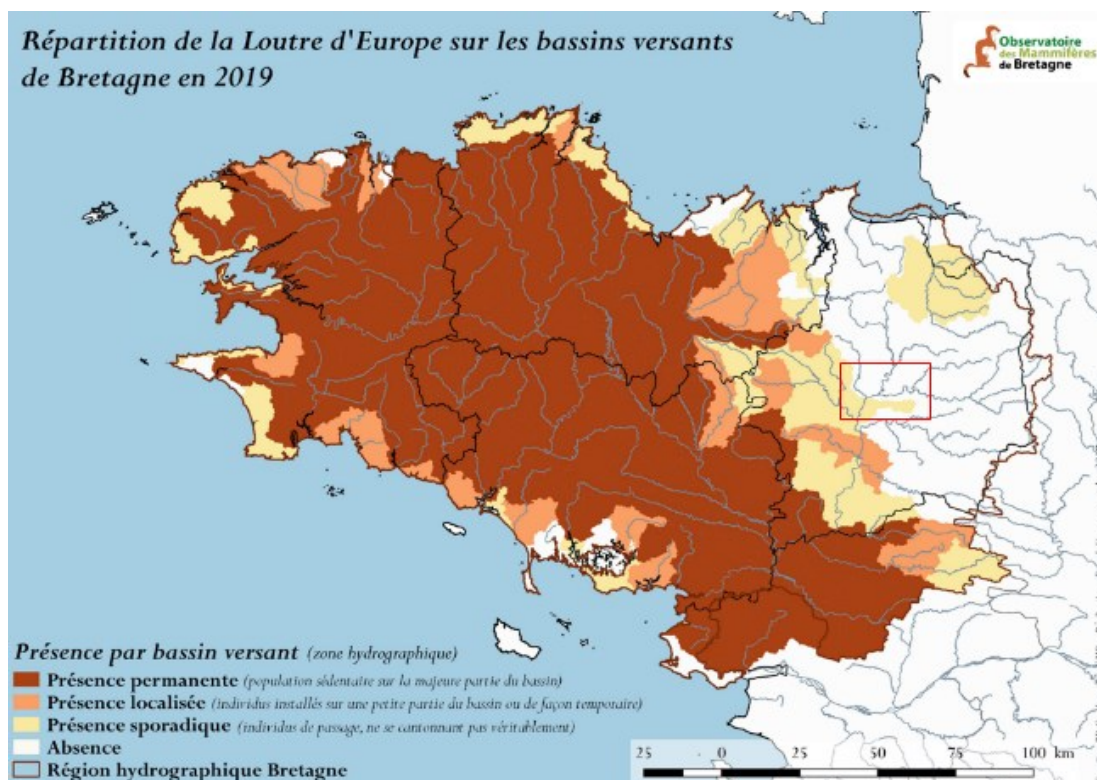 Répartition de la Loutre d'Europe sur les bassins versants
de Bretagne en 2019
Observatoire
des Mammifères
de Bretagne
Présence par bassin versant (zone hydrographique)
Présence permanente (population sédentaire sur la majeure partie du bassin)
Présence localisée (individus installés sur une petite partie du bassin ou de façon temporaire)
Présence sporadique (individus de passage, ne se cantonnant pas véritablement)
Absence
Région hydrographique Bretagne
25 0 25 50 75 100 km